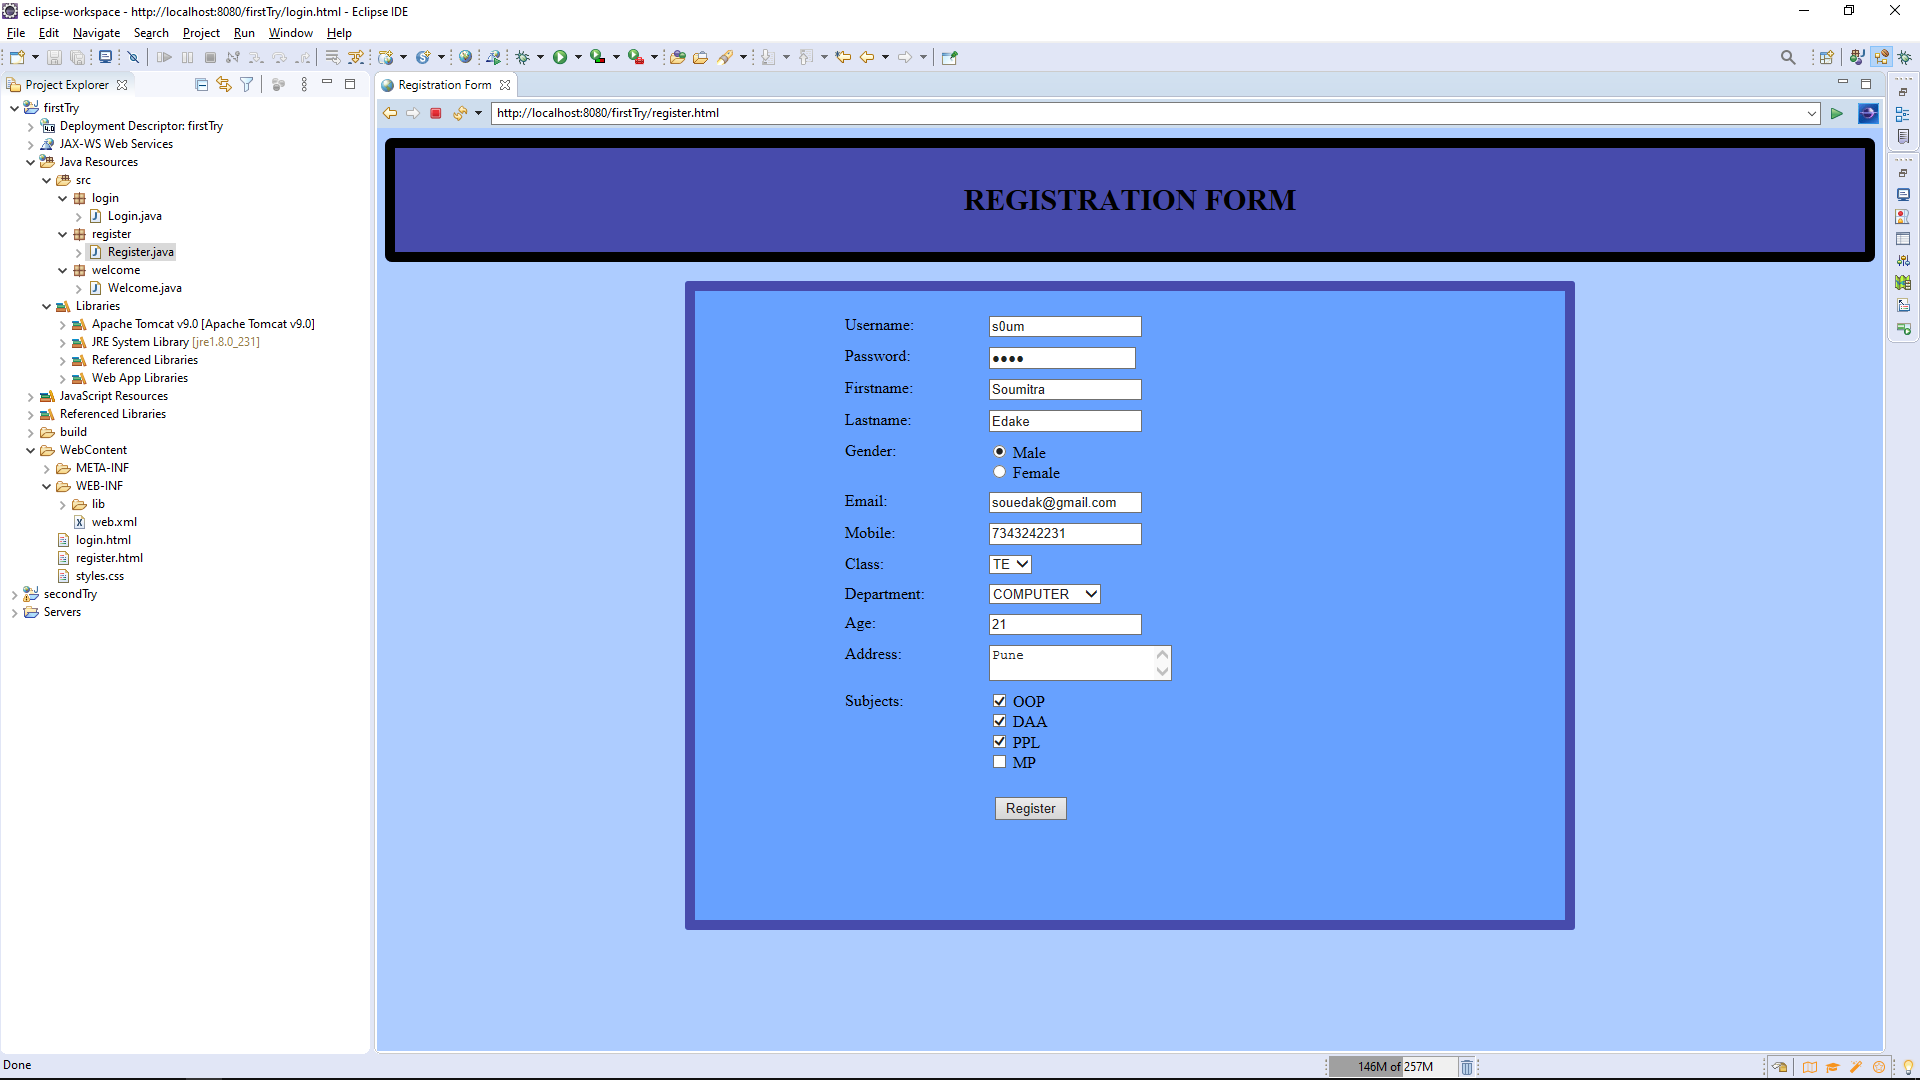 eclipse-workspace - http://localhost:8080/firstTry/login.html - Eclipse IDE
File Edit Navigate Search Project Run Window Help
Project Explorer
Registration Form
http://localhost:8080/firstTry/register.html
firstTry
Deployment Descriptor: firstTry
JAX-WS Web Services
Java Resources
src
login
Login.java
register
Register.java
welcome
Welcome.java
Libraries
Apache Tomcat v9.0 [Apache Tomcat v9.0]
JRE System Library [jre1.8.0_231]
Referenced Libraries
Web App Libraries
JavaScript Resources
Referenced Libraries
build
WebContent
META-INF
WEB-INF
lib
web.xml
login.html
register.html
styles.css
secondTry
Servers
REGISTRATION FORM
Username: s0um
Password: ●●●●
Firstname: Soumitra
Lastname: Edake
Gender: Male
Female
Email: souedak@gmail.com
Mobile: 7343242231
Class: TE
Department: COMPUTER
Age: 21
Address: Pune
Subjects: OOP
DAA
PPL
MP
Register
Done
146M of 257M